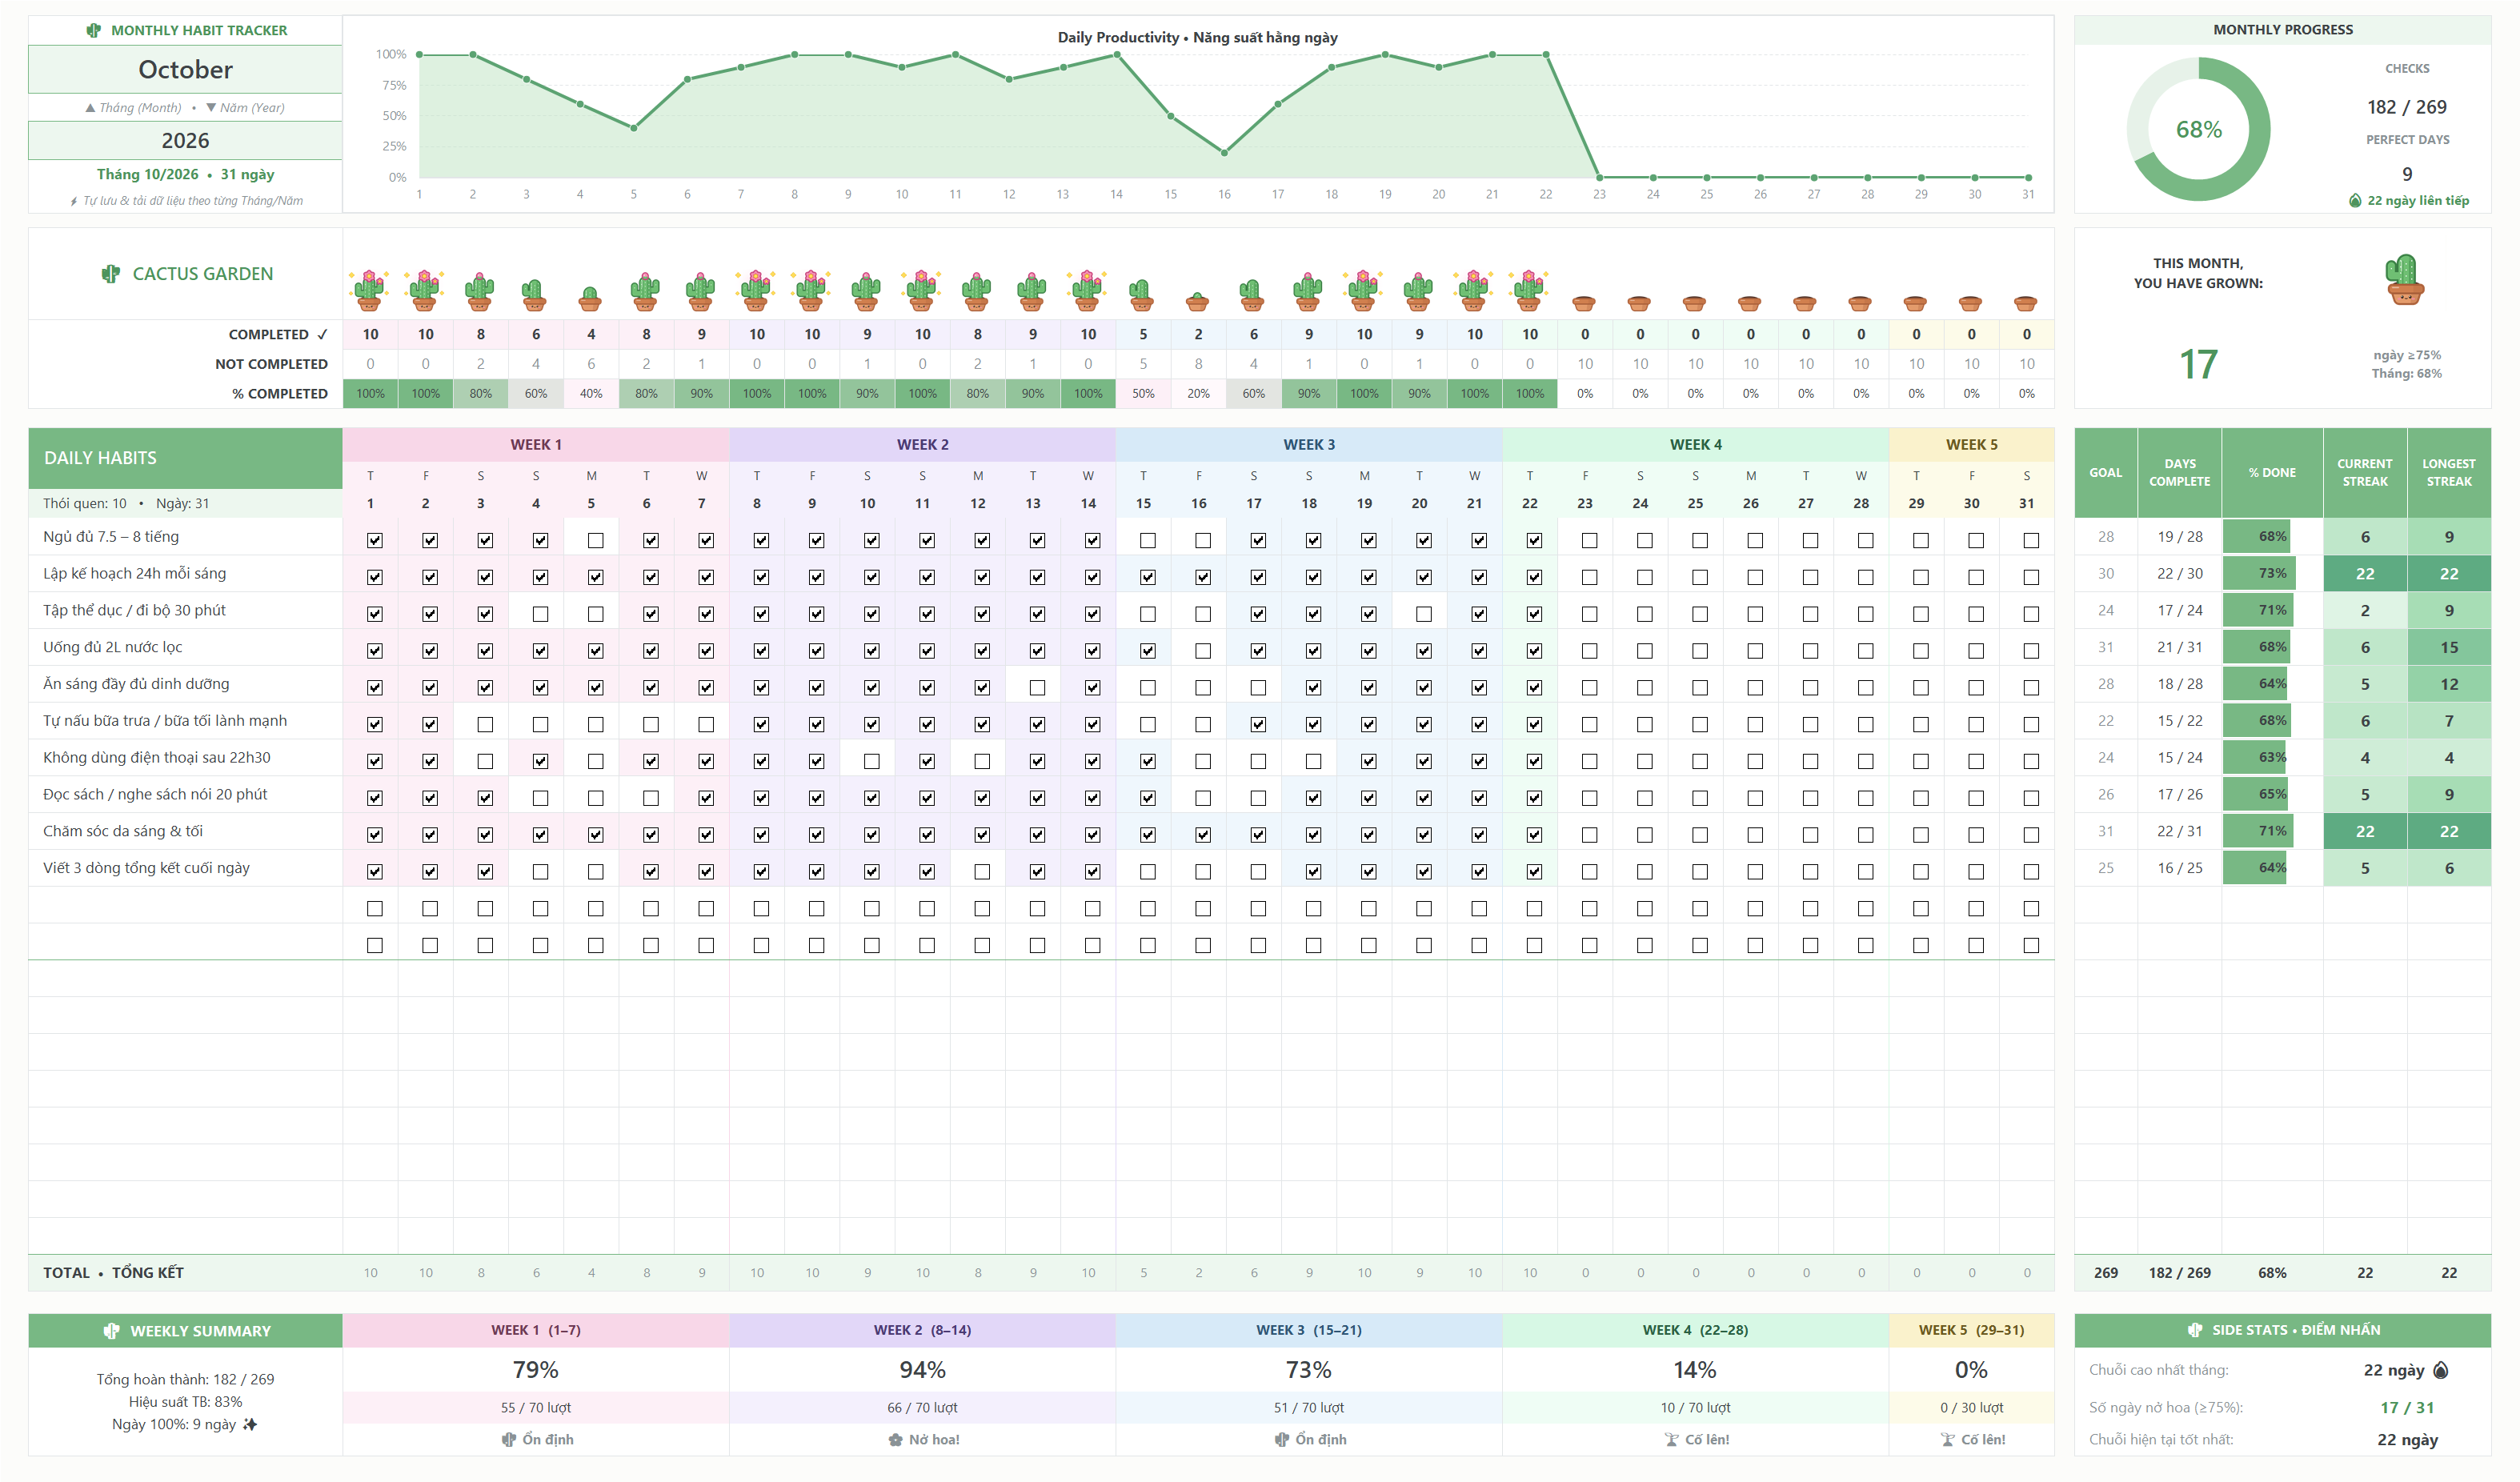 MONTHLY HABIT TRACKER
October
▲ Tháng (Month) • ▼ Năm (Year)
2026
Tháng 10/2026 • 31 ngày
Tự lưu & tải dữ liệu theo từng Tháng/Năm
Daily Productivity • Năng suất hằng ngày
100%
75%
50%
25%
0%
1 2 3 4 5 6 7 8 9 10 11 12 13 14 15 16 17 18 19 20 21 22 23 24 25 26 27 28 29 30 31
MONTHLY PROGRESS
68%
CHECKS
182 / 269
PERFECT DAYS
9
22 ngày liên tiếp
CACTUS GARDEN
COMPLETED ✓ 10 10 8 6 4 8 9 10 10 9 10 8 9 10 5 2 6 9 10 9 10 10 0 0 0 0 0 0 0 0 0
NOT COMPLETED 0 0 2 4 6 2 1 0 0 1 0 2 1 0 5 8 4 1 0 1 0 0 10 10 10 10 10 10 10 10 10
% COMPLETED 100% 100% 80% 60% 40% 80% 90% 100% 100% 90% 100% 80% 90% 100% 50% 20% 60% 90% 100% 90% 100% 100% 0% 0% 0% 0% 0% 0% 0% 0% 0%
THIS MONTH,
YOU HAVE GROWN:
17
ngày ≥75%
Tháng: 68%
DAILY HABITS
WEEK 1 WEEK 2 WEEK 3 WEEK 4 WEEK 5
T F S S M T W T F S S M T W T F S S M T W T F S S M T W T F S
Thói quen: 10 • Ngày: 31
1 2 3 4 5 6 7 8 9 10 11 12 13 14 15 16 17 18 19 20 21 22 23 24 25 26 27 28 29 30 31
GOAL DAYS COMPLETE % DONE CURRENT STREAK LONGEST STREAK
Ngủ đủ 7.5 – 8 tiếng 28 19 / 28 68% 6 9
Lập kế hoạch 24h mỗi sáng 30 22 / 30 73% 22 22
Tập thể dục / đi bộ 30 phút 24 17 / 24 71% 2 9
Uống đủ 2L nước lọc 31 21 / 31 68% 6 15
Ăn sáng đầy đủ dinh dưỡng 28 18 / 28 64% 5 12
Tự nấu bữa trưa / bữa tối lành mạnh 22 15 / 22 68% 6 7
Không dùng điện thoại sau 22h30 24 15 / 24 63% 4 4
Đọc sách / nghe sách nói 20 phút 26 17 / 26 65% 5 9
Chăm sóc da sáng & tối 31 22 / 31 71% 22 22
Viết 3 dòng tổng kết cuối ngày 25 16 / 25 64% 5 6
TOTAL • TỔNG KẾT 10 10 8 6 4 8 9 10 10 9 10 8 9 10 5 2 6 9 10 9 10 10 0 0 0 0 0 0 0 0 0 269 182 / 269 68% 22 22
WEEKLY SUMMARY
Tổng hoàn thành: 182 / 269
Hiệu suất TB: 83%
Ngày 100%: 9 ngày
WEEK 1 (1–7)
79%
55 / 70 lượt
Ổn định
WEEK 2 (8–14)
94%
66 / 70 lượt
Nở hoa!
WEEK 3 (15–21)
73%
51 / 70 lượt
Ổn định
WEEK 4 (22–28)
14%
10 / 70 lượt
Cố lên!
WEEK 5 (29–31)
0%
0 / 30 lượt
Cố lên!
SIDE STATS • ĐIỂM NHẤN
Chuỗi cao nhất tháng: 22 ngày
Số ngày nở hoa (≥75%): 17 / 31
Chuỗi hiện tại tốt nhất: 22 ngày